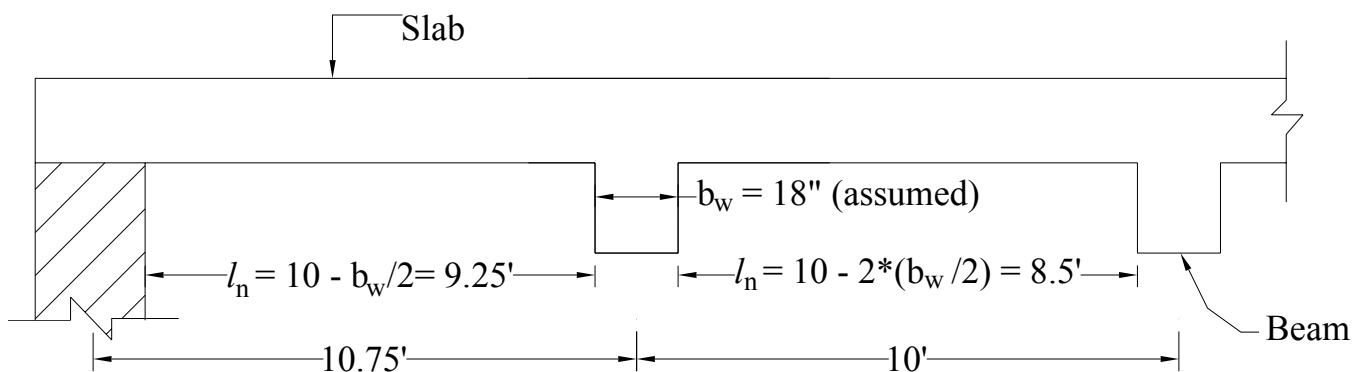 Slab
b_w = 18" (assumed)
l_n = 10 - b_w/2= 9.25'
l_n = 10 - 2*(b_w /2) = 8.5'
Beam
10.75'
10'